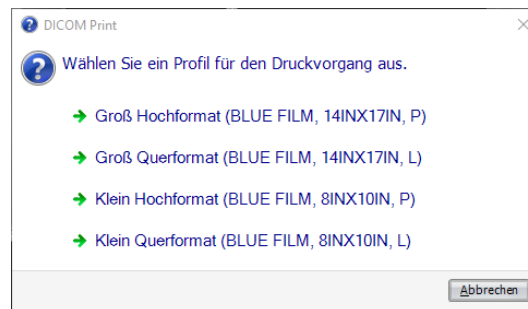 DICOM Print
Wählen Sie ein Profil für den Druckvorgang aus.
Groß Hochformat (BLUE FILM, 14INX17IN, P)
Groß Querformat (BLUE FILM, 14INX17IN, L)
Klein Hochformat (BLUE FILM, 8INX10IN, P)
Klein Querformat (BLUE FILM, 8INX10IN, L)
Abbrechen